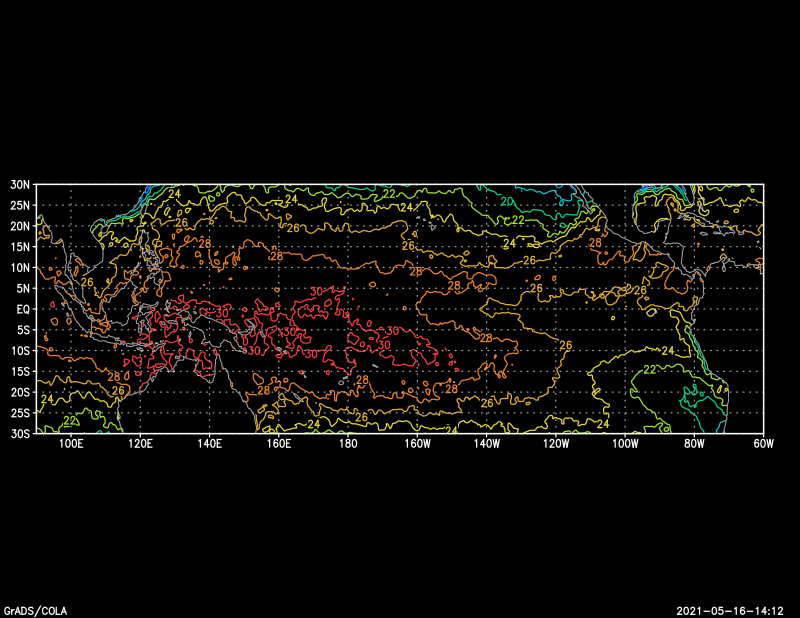 30N
24 22 20
25N
24 22
20N
26 26 24
15N
28 28 26 24 28
10N
28 26
5N
26 30 28 26 26
EQ
30
5S
30 30 28
10S
30 30 30 26 24
15S
28 22
20S
26 28 28 28
25S
24 22 26 26 24
30S
24 24
100E 120E 140E 160E 180 160W 140W 120W 100W 80W 60W
GrADS/COLA
2021-05-16-14:12